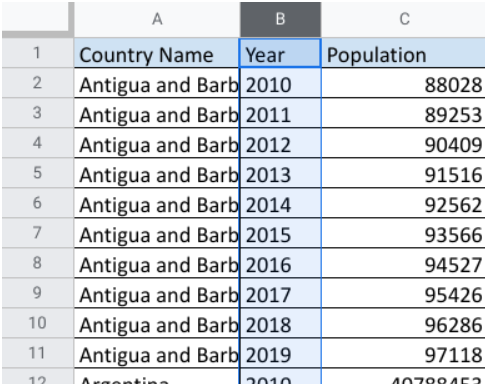 A B C
1 Country Name Year Population
2 Antigua and Barb 2010 88028
3 Antigua and Barb 2011 89253
4 Antigua and Barb 2012 90409
5 Antigua and Barb 2013 91516
6 Antigua and Barb 2014 92562
7 Antigua and Barb 2015 93566
8 Antigua and Barb 2016 94527
9 Antigua and Barb 2017 95426
10 Antigua and Barb 2018 96286
11 Antigua and Barb 2019 97118
12 Argentina 2010 40788453